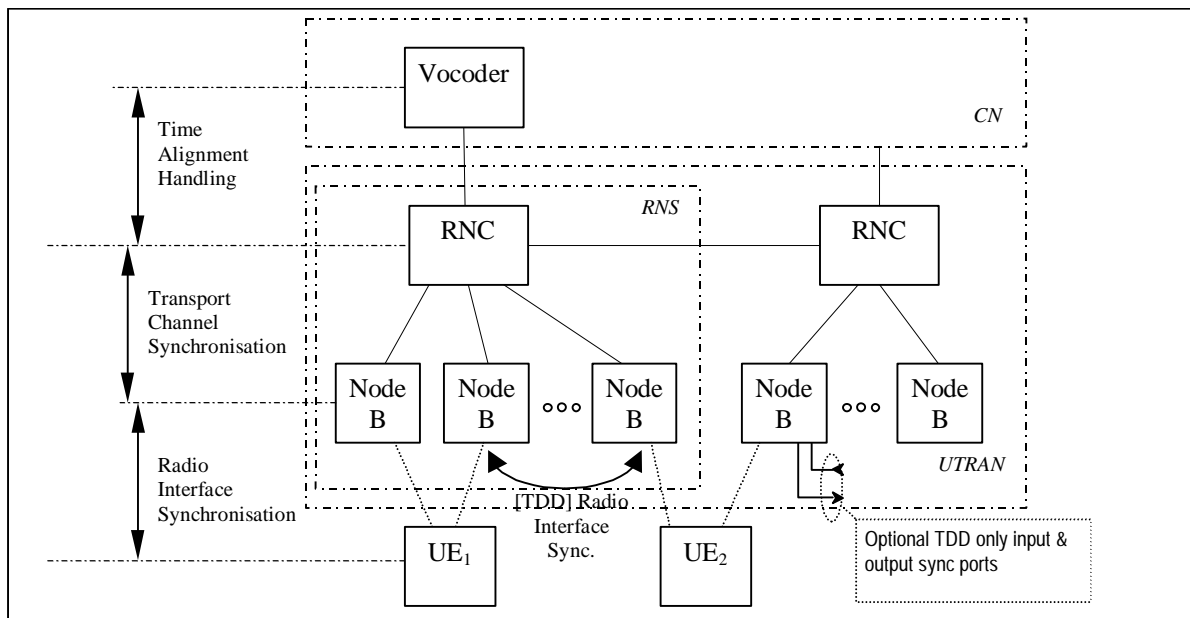 Vocoder
CN
Time
Alignment
Handling
RNS
RNC
RNC
Transport
Channel
Synchronisation
Node
B
Node
B
Node
B
Node
B
Node
B
UTRAN
Radio
Interface
Synchronisation
[TDD] Radio
Interface
Sync.
UE1
UE2
Optional TDD only input &
output sync ports